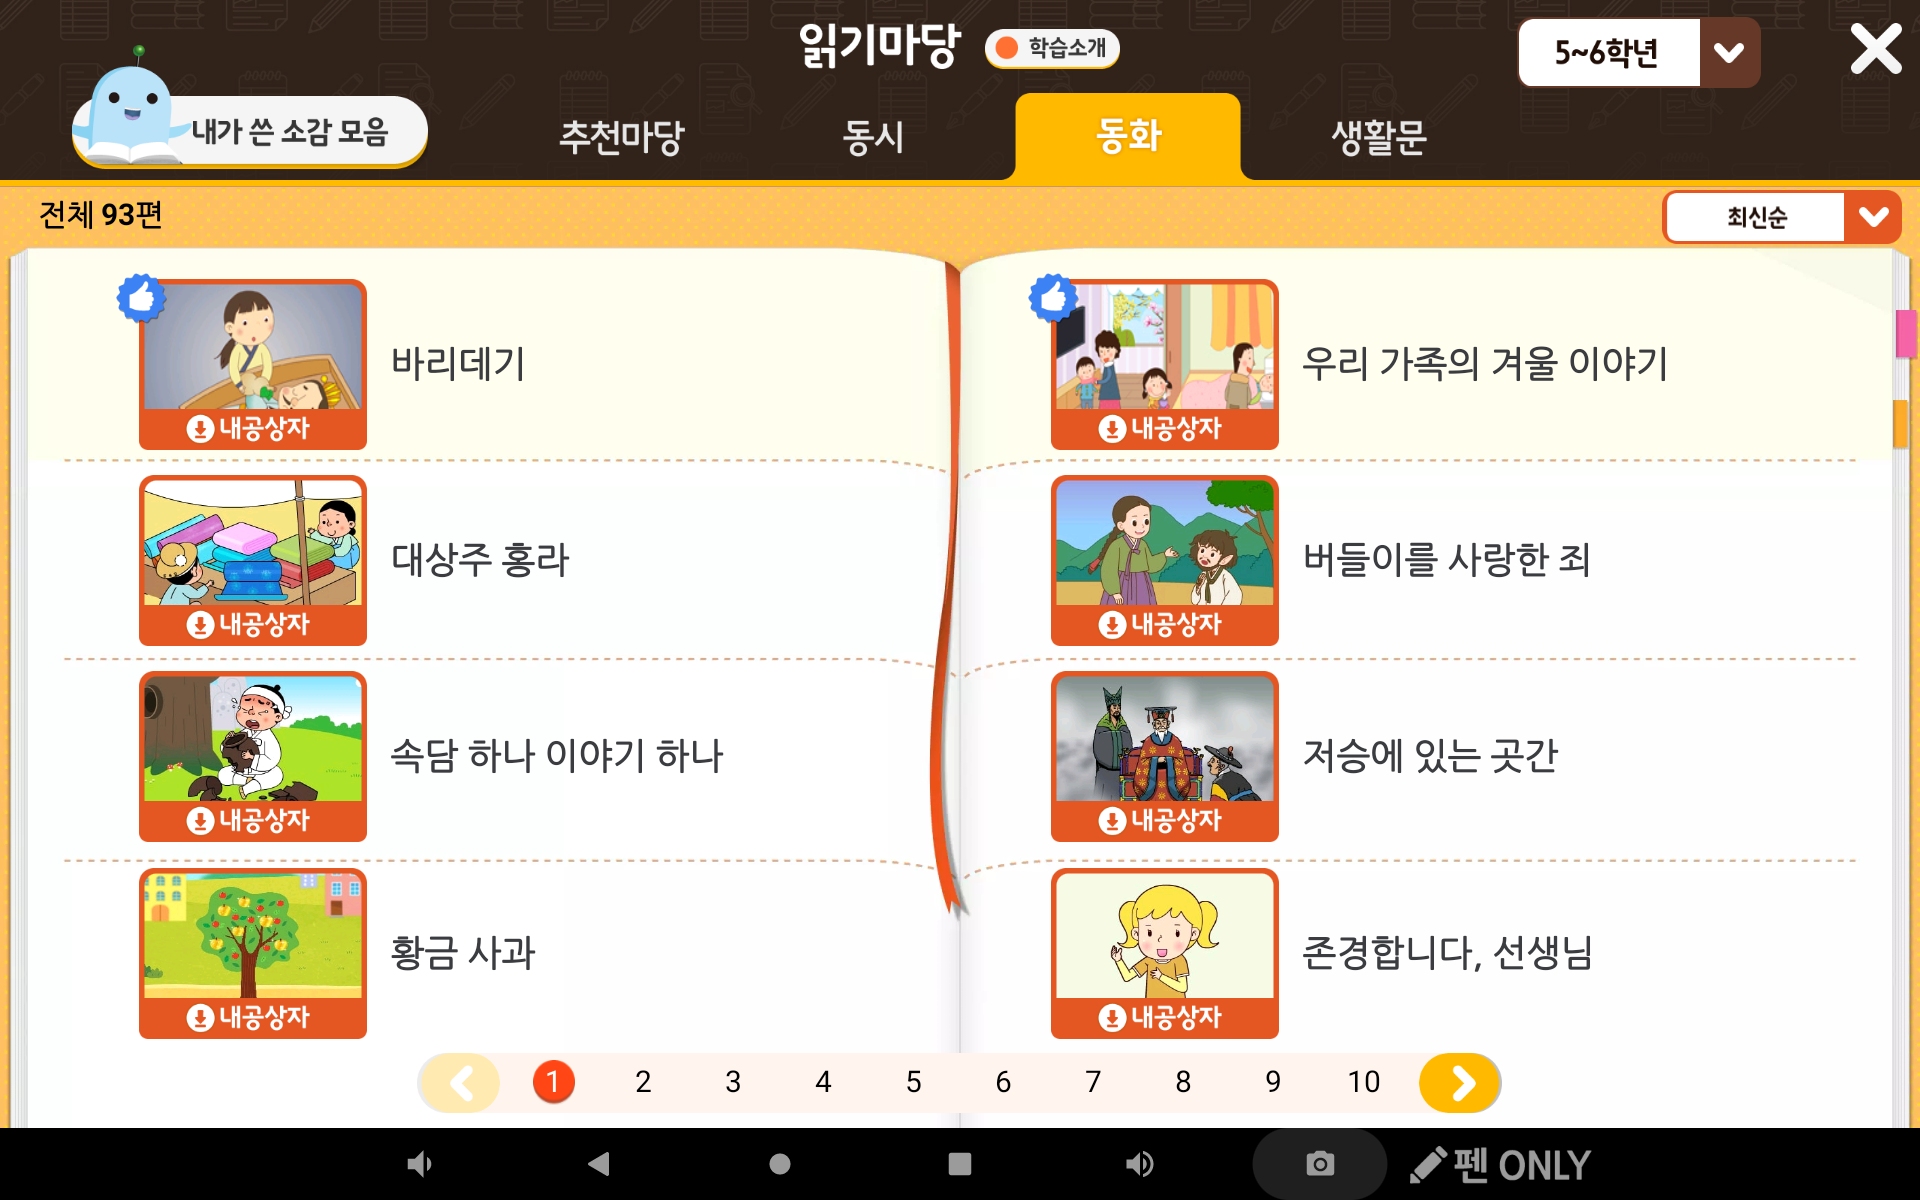 읽기마당
학습소개
5~6학년
내가 쓴 소감 모음
추천마당
동시
동화
생활문
전체 93편
최신순
바리데기
내공상자
우리 가족의 겨울 이야기
내공상자
대상주 홍라
내공상자
버들이를 사랑한 죄
내공상자
속담 하나 이야기 하나
내공상자
저승에 있는 곳간
내공상자
황금 사과
내공상자
존경합니다, 선생님
내공상자
1 2 3 4 5 6 7 8 9 10
펜 ONLY